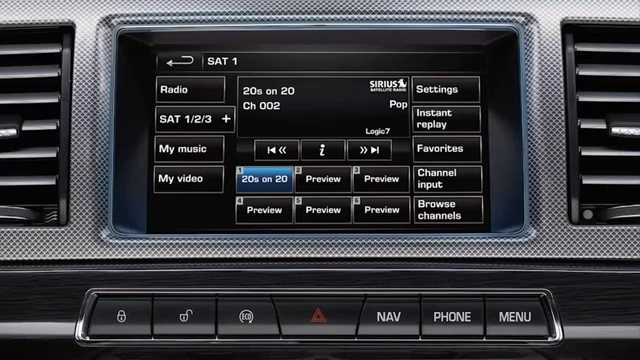 SAT 1
Radio
SAT 1/2/3 +
My music
My video
20s on 20
Ch 002
SIRIUS
SATELLITE RADIO
Pop
Logic7
i
1 20s on 20
2 Preview
3 Preview
4 Preview
5 Preview
6 Preview
Settings
Instant
replay
Favorites
Channel
input
Browse
channels
ECO
NAV
PHONE
MENU